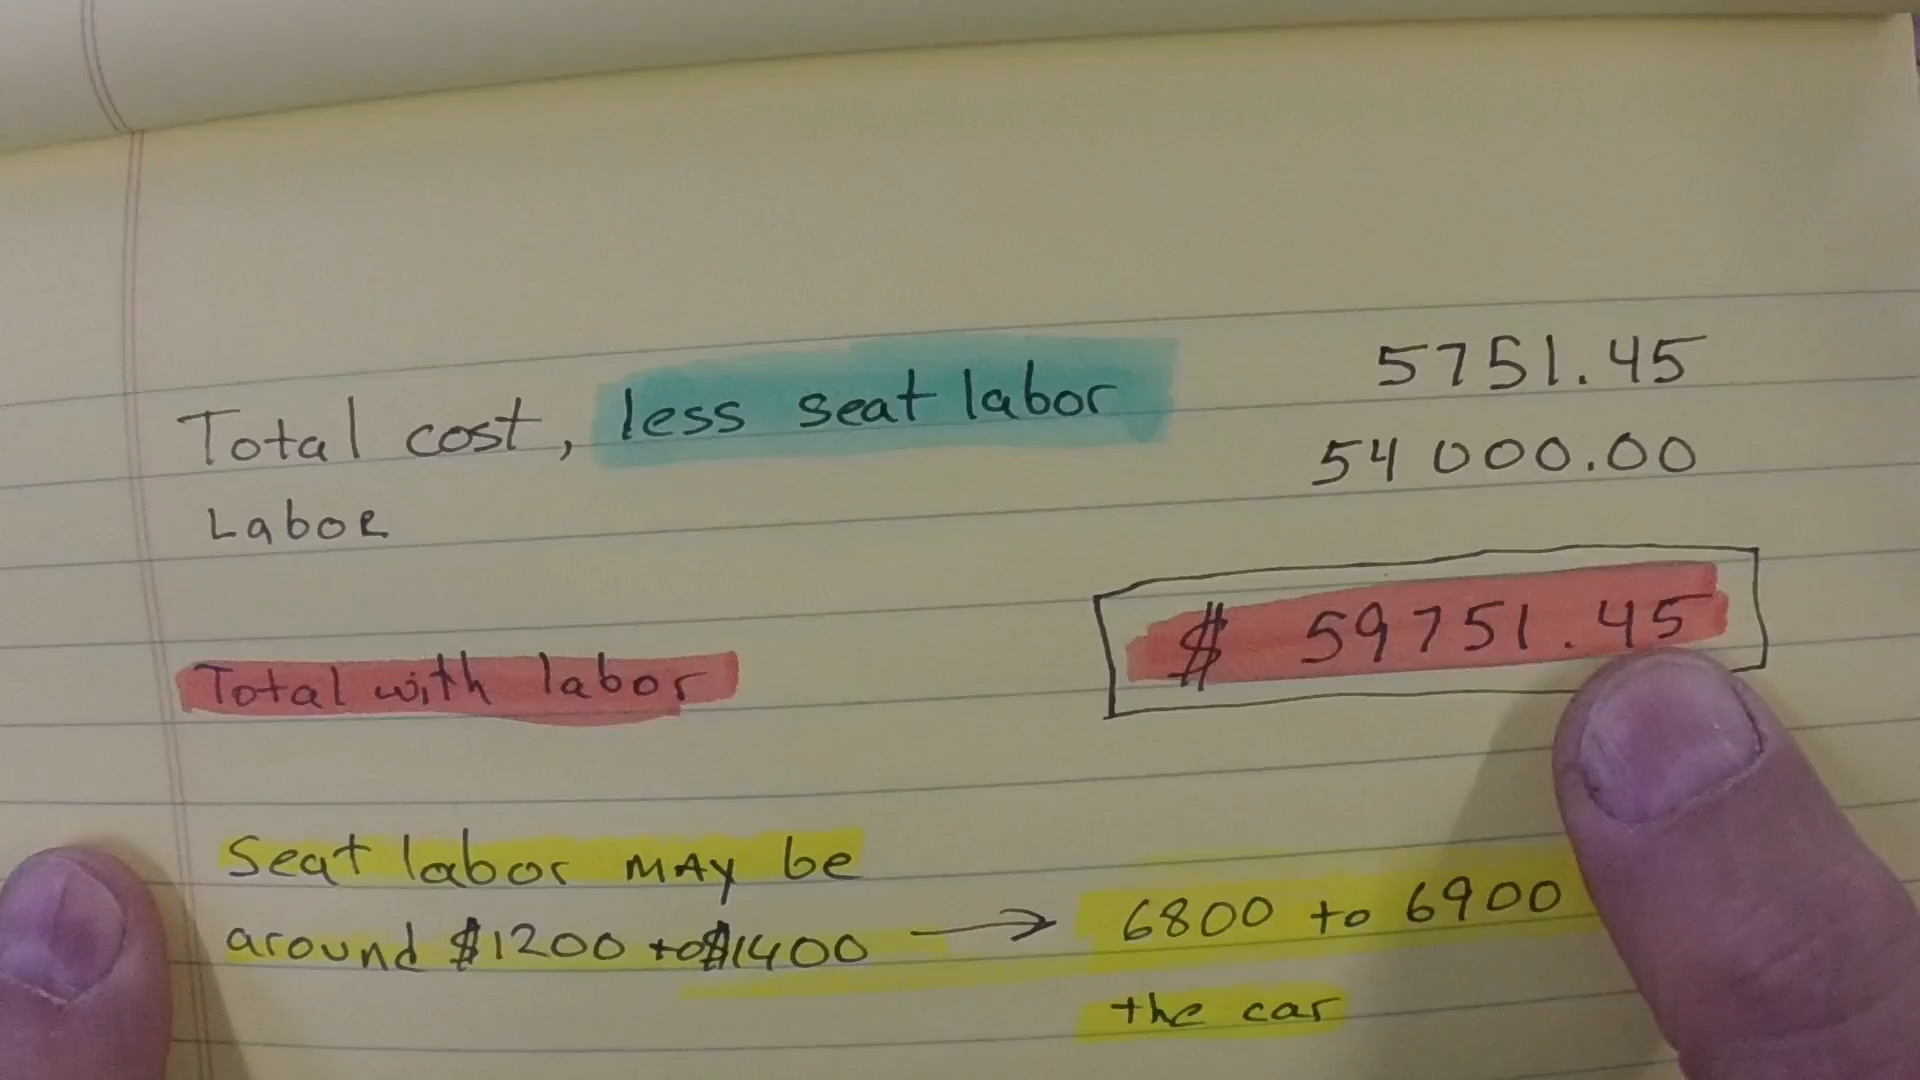 Total cost, less seat labor 5751.45
Labor 54000.00
Total with labor $ 59751.45
Seat labor MAY be
around $1200 to $1400 → 6800 to 6900
the car